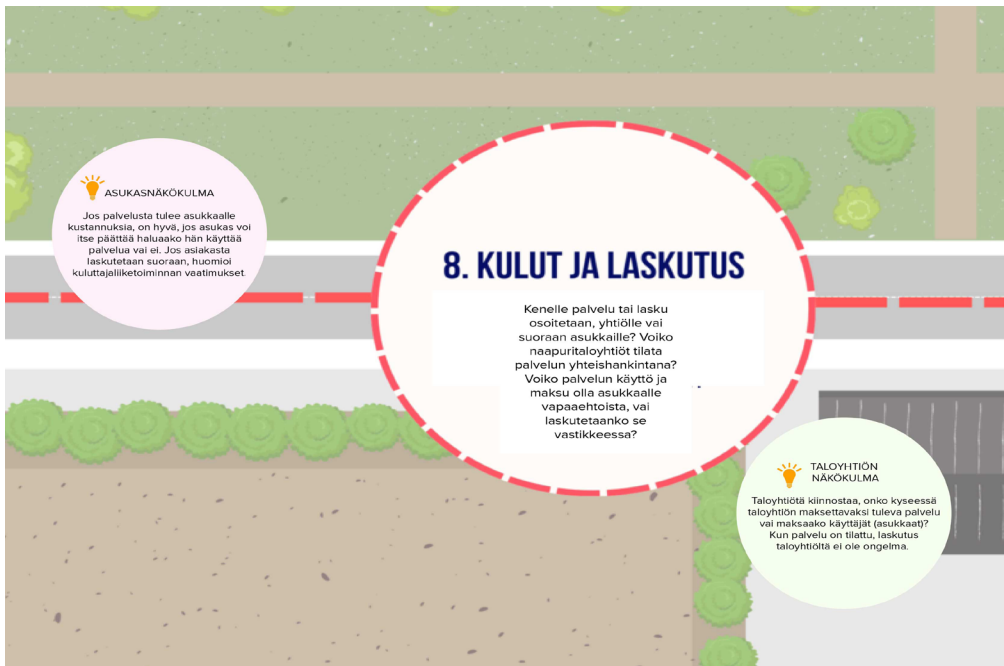 ASUKASNÄKÖKULMA
Jos palvelusta tulee asukkaalle
kustannuksia, on hyvä, jos asukas voi
itse päättää haluaako hän käyttää
palvelua vai ei. Jos asiakasta
laskutetaan suoraan, huomioi
kuluttajaliiketoiminnan vaatimukset.
8. KULUT JA LASKUTUS
Kenelle palvelu tai lasku
osoitetaan, yhtiölle vai
suoraan asukkaille? Voiko
naapuritaloyhtiöt tilata
palvelun yhteishankintana?
Voiko palvelun käyttö ja
maksu olla asukkaalle
vapaaehtoista, vai
laskutetaanko se
vastikkeessa?
TALOYHTIÖN
NÄKÖKULMA
Taloyhtiötä kiinnostaa, onko kyseessä
taloyhtiön maksettavaksi tuleva palvelu
vai maksaako käyttäjät (asukkaat)?
Kun palvelu on tilattu, laskutus
taloyhtiöltä ei ole ongelma.